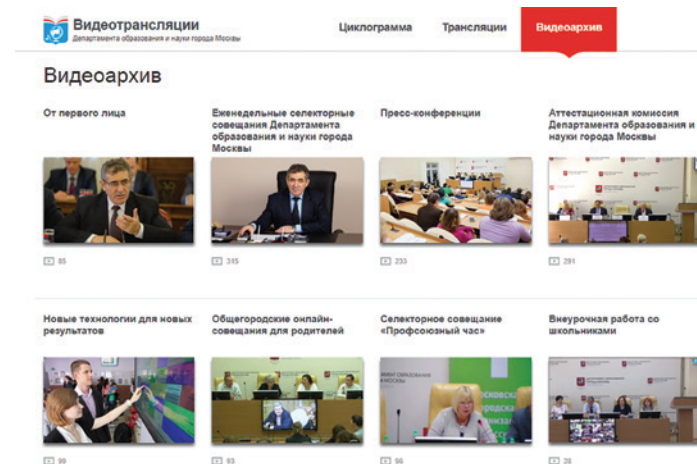 Видеотрансляции
Департамента образования и науки города Москвы
Циклограмма
Трансляции
Видеоархив
Видеоархив
От первого лица
Еженедельные селекторные
совещания Департамента
образования и науки города
Москвы
Пресс-конференции
Аттестационная комиссия
Департамента образования и
науки города Москвы
85
315
233
291
Новые технологии для новых
результатов
Общегородские онлайн-
совещания для родителей
Селекторное совещание
«Профсоюзный час»
Внеурочная работа со
школьниками
99
93
56
28